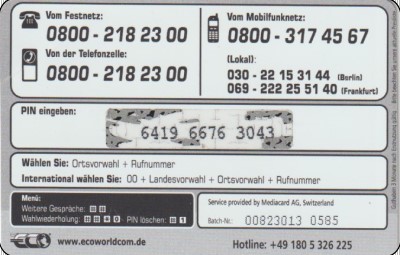 Vom Festnetz:
0800 - 218 23 00
Von der Telefonzelle:
0800 - 218 23 00
Vom Mobilfunknetz:
0800 - 317 45 67
(Lokal):
030 - 22 15 31 44 (Berlin)
069 - 222 25 51 40 (Frankfurt)
PIN eingeben:
6419 6676 3043
Wählen Sie: Ortsvorwahl + Rufnummer
International wählen Sie: 00 + Landesvorwahl + Ortsvorwahl + Rufnummer
Menü:
Weitere Gespräche:
Wahlwiederholung: PIN löschen:
Service provided by Mediacard AG, Switzerland
Batch-Nr.: 00823013 0585
ECO
www.ecoworldcom.de
Hotline: +49 180 5 326 225